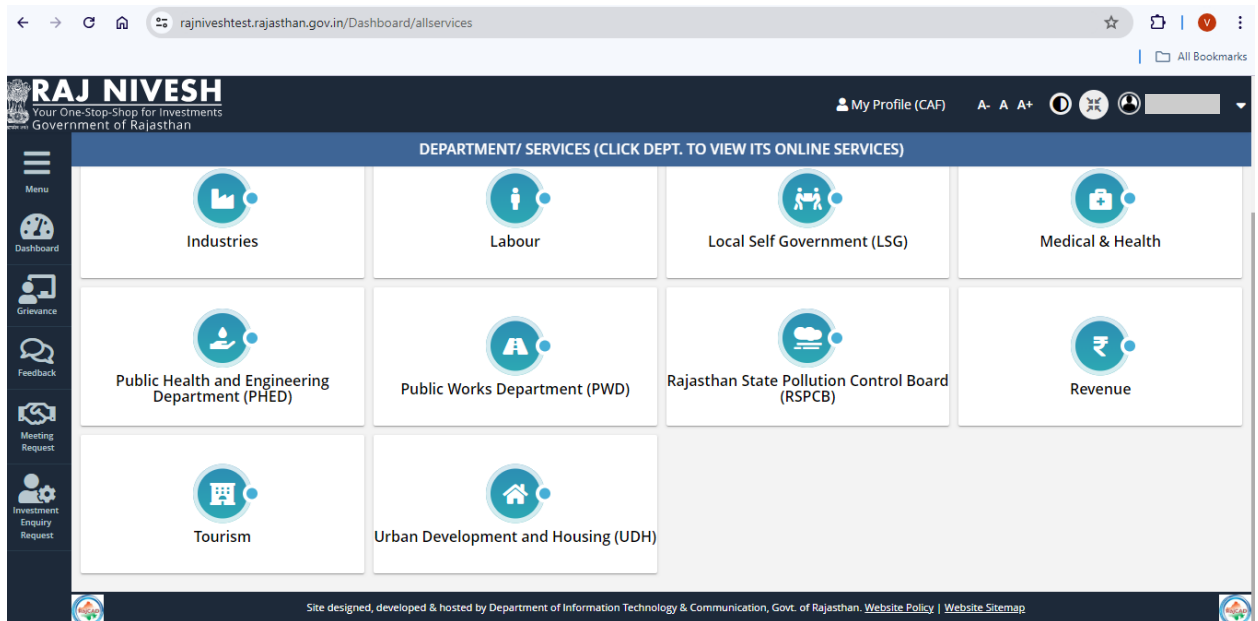 rajniveshtest.rajasthan.gov.in/Dashboard/allservices
V
All Bookmarks
RAJ NIVESH
Your One-Stop-Shop for Investments
Government of Rajasthan
My Profile (CAF) A- A A+
DEPARTMENT/ SERVICES (CLICK DEPT. TO VIEW ITS ONLINE SERVICES)
Menu
Dashboard
Grievance
Feedback
Meeting
Request
Investment
Enquiry
Request
Industries
Labour
Local Self Government (LSG)
Medical & Health
Public Health and Engineering
Department (PHED)
Public Works Department (PWD)
Rajasthan State Pollution Control Board
(RSPCB)
₹
Revenue
Tourism
Urban Development and Housing (UDH)
Site designed, developed & hosted by Department of Information Technology & Communication, Govt. of Rajasthan. Website Policy | Website Sitemap